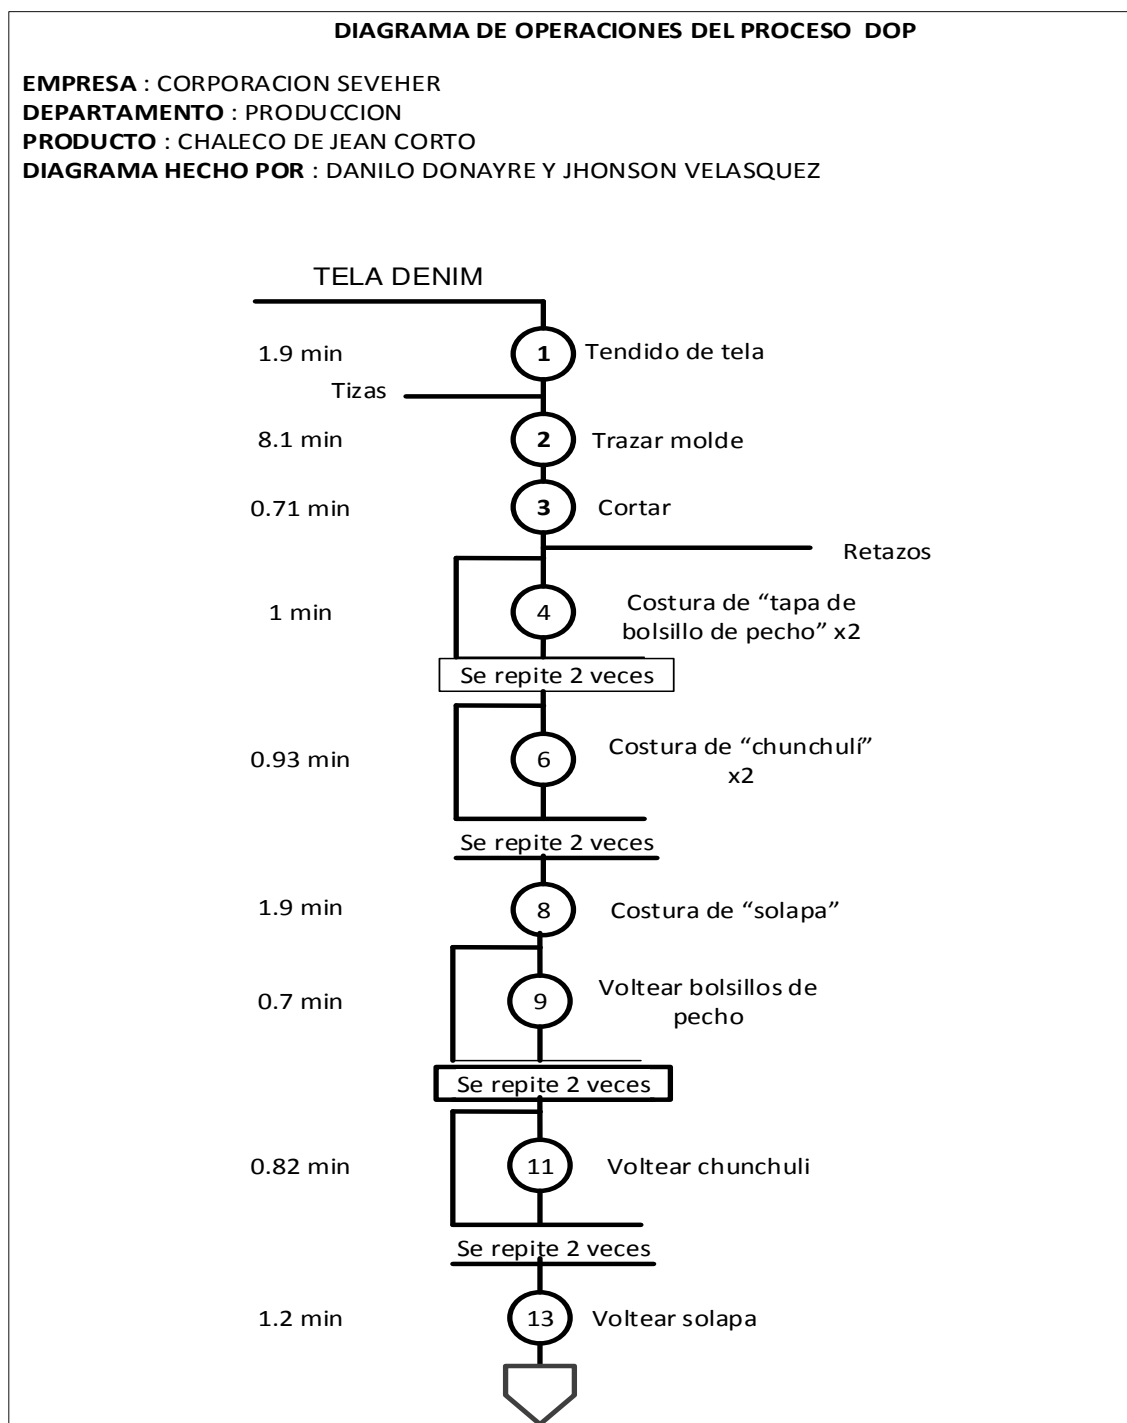 DIAGRAMA DE OPERACIONES DEL PROCESO DOP
EMPRESA : CORPORACION SEVEHER
DEPARTAMENTO : PRODUCCION
PRODUCTO : CHALECO DE JEAN CORTO
DIAGRAMA HECHO POR : DANILO DONAYRE Y JHONSON VELASQUEZ
TELA DENIM
1.9 min 1 Tendido de tela
Tizas
8.1 min 2 Trazar molde
0.71 min 3 Cortar
Retazos
1 min 4 Costura de “tapa de
bolsillo de pecho” x2
Se repite 2 veces
0.93 min 6 Costura de “chunchulí”
x2
Se repite 2 veces
1.9 min 8 Costura de “solapa”
0.7 min 9 Voltear bolsillos de
pecho
Se repite 2 veces
0.82 min 11 Voltear chunchuli
Se repite 2 veces
1.2 min 13 Voltear solapa